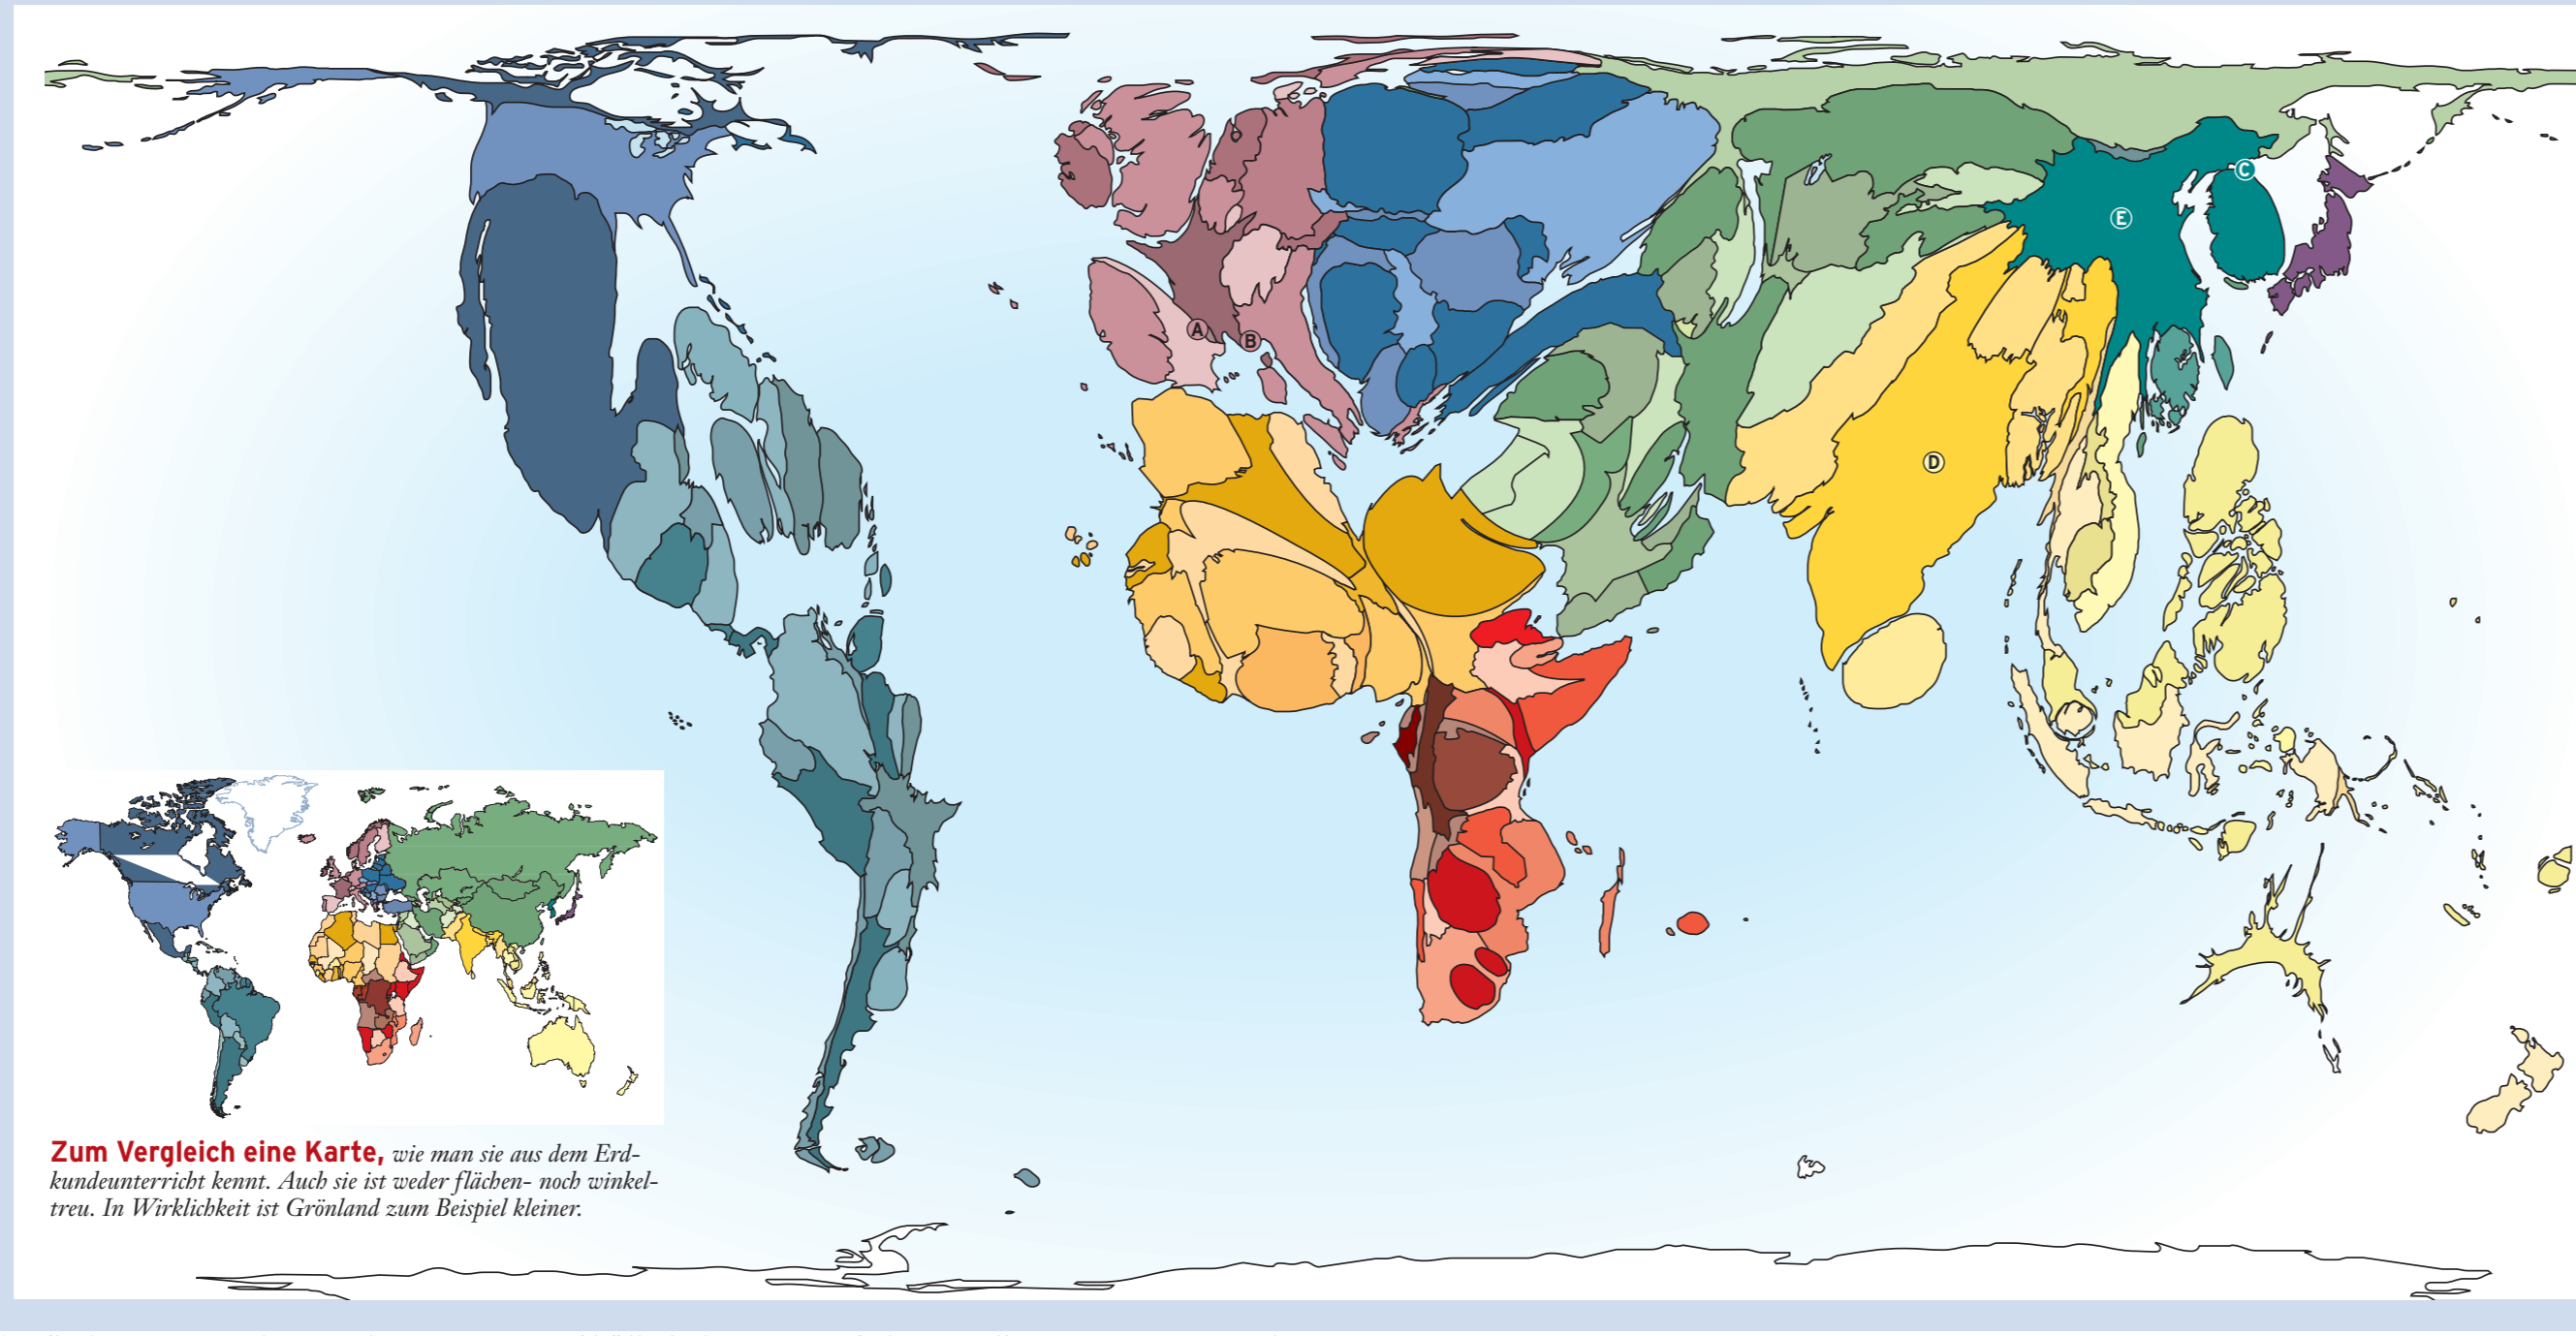 C
E
A
B
D
Zum Vergleich eine Karte, wie man sie aus dem Erd-
kundeunterricht kennt. Auch sie ist weder flächen- noch winkel-
treu. In Wirklichkeit ist Grönland zum Beispiel kleiner.